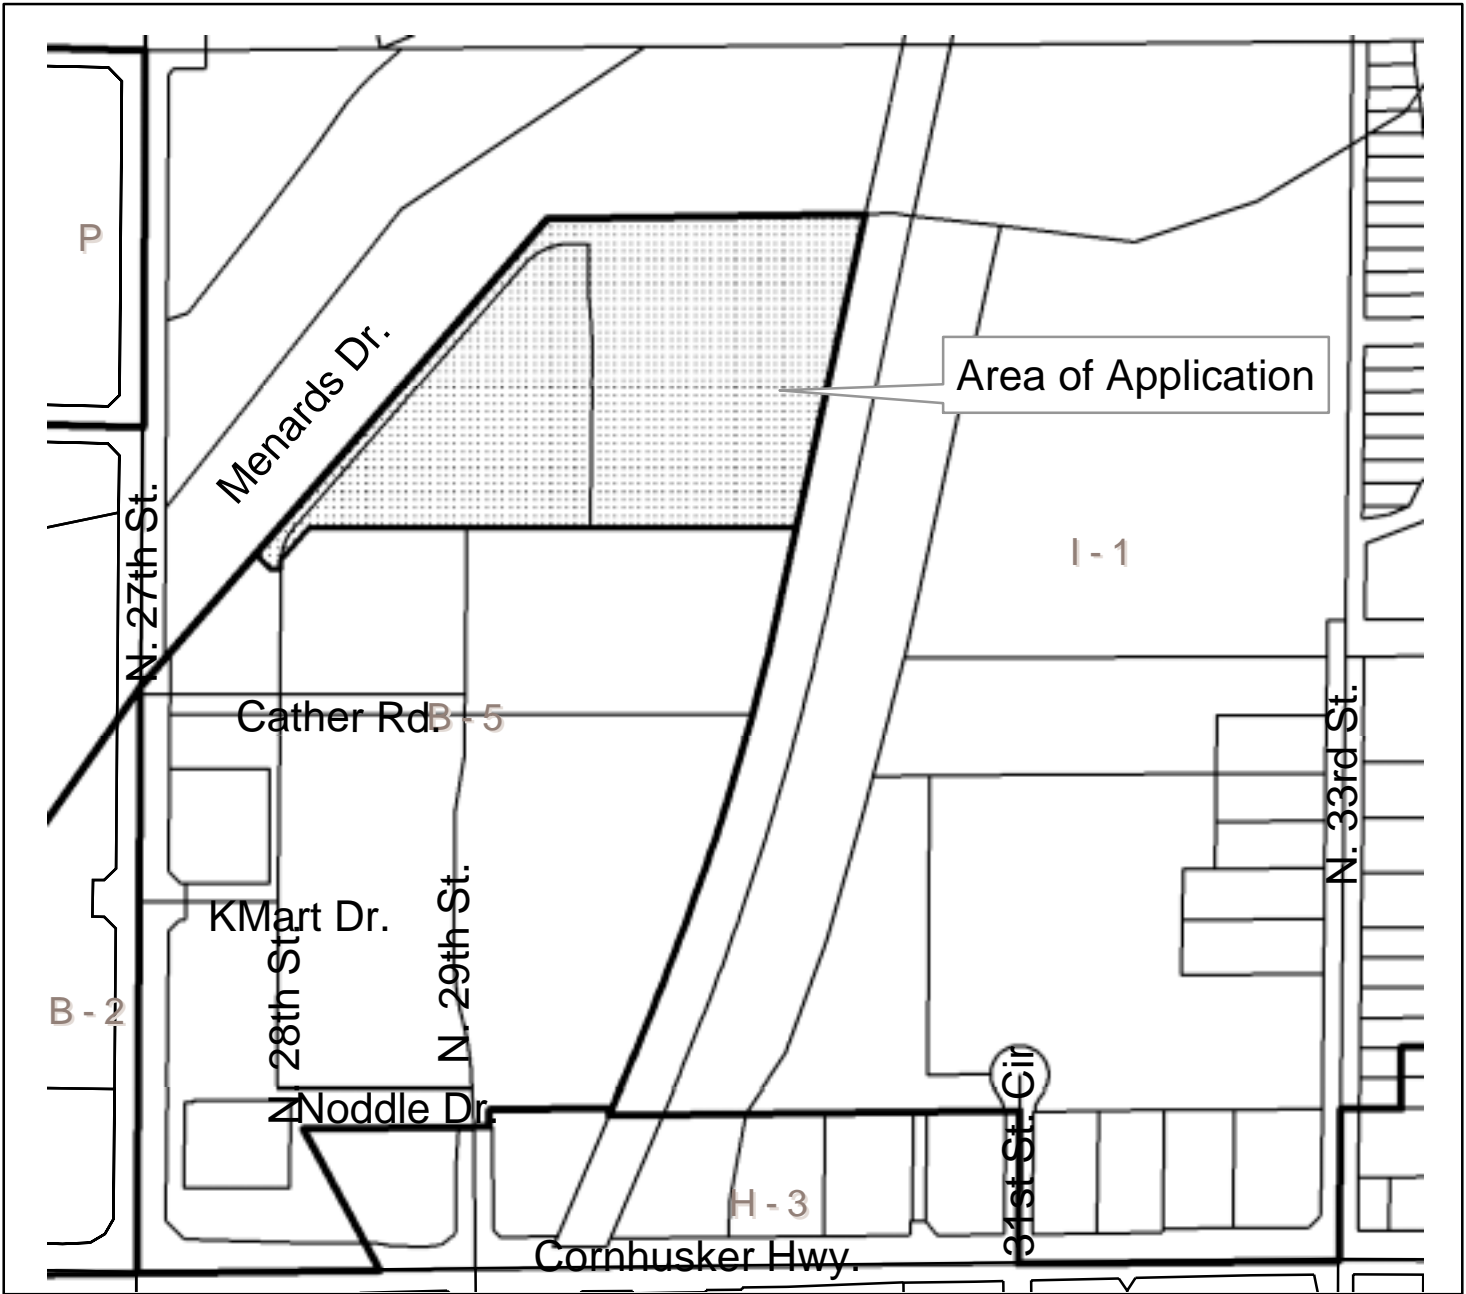 P
Menards Dr.
Area of Application
N. 27th St.
I - 1
Cather Rd.
B - 5
N. 33rd St.
KMart Dr.
N. 28th St.
N. 29th St.
B - 2
Noddle Dr.
31st St. Cir
H - 3
Cornhusker Hwy.